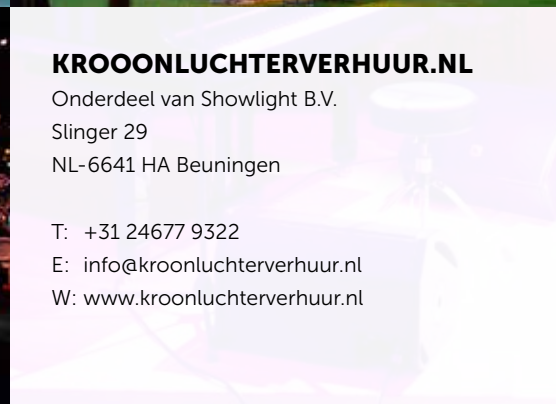 KROOONLUCHTERVERHUUR.NL
Onderdeel van Showlight B.V.
Slinger 29
NL-6641 HA Beuningen
T: +31 24677 9322
E: info@kroonluchterverhuur.nl
W: www.kroonluchterverhuur.nl